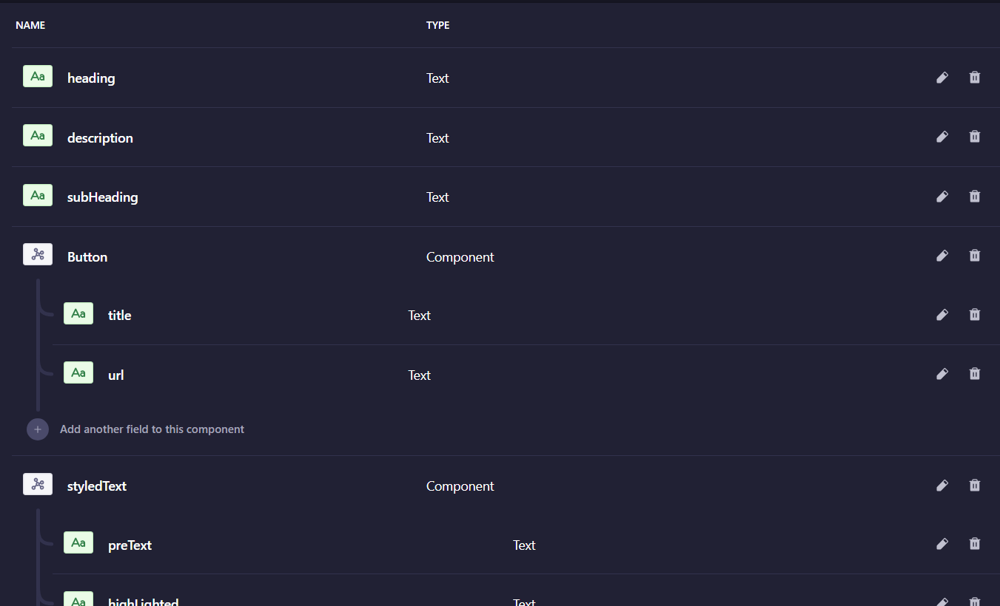 NAME TYPE
Aa heading Text
Aa description Text
Aa subHeading Text
Button Component
Aa title Text
Aa url Text
Add another field to this component
styledText Component
Aa preText Text
Aa highLighted Text